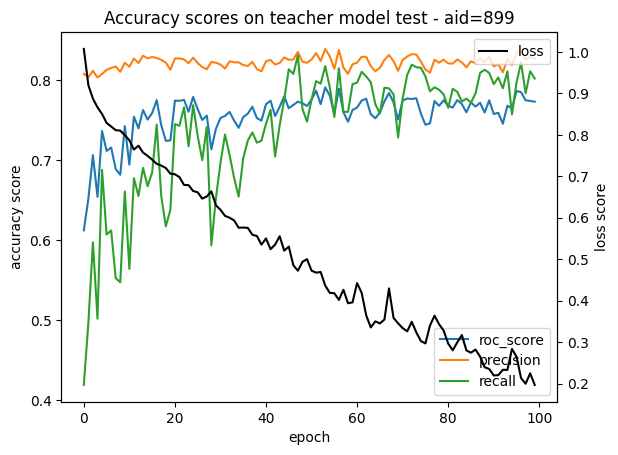 Accuracy scores on teacher model test - aid=899
loss
1.0
0.9
0.8
0.7
0.6
0.5
0.4
0.3
0.2
loss score
0.8
0.7
0.6
0.5
0.4
accuracy score
roc_score
precision
recall
0
20
40
60
80
100
epoch